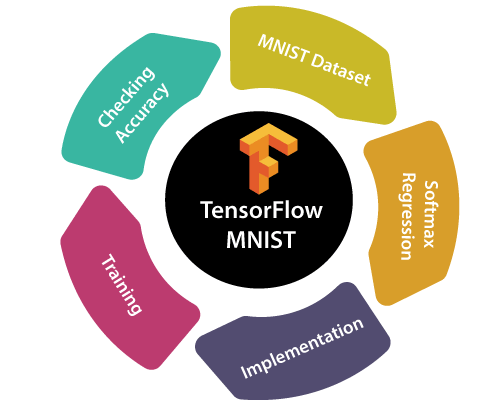 MNIST Dataset
Softmax
Regression
Implementation
Training
Checking
Accuracy
TensorFlow
MNIST